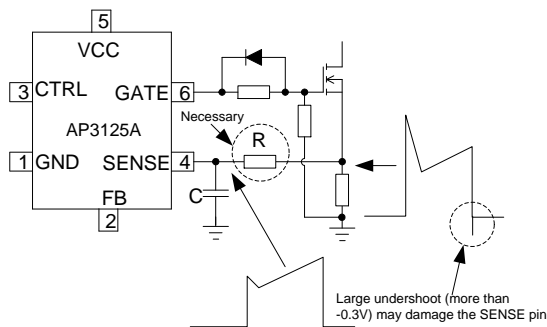 5
VCC
3 CTRL GATE 6
Necessary
AP3125A
R
1 GND SENSE 4
C
FB
2
Large undershoot (more than
-0.3V) may damage the SENSE pin